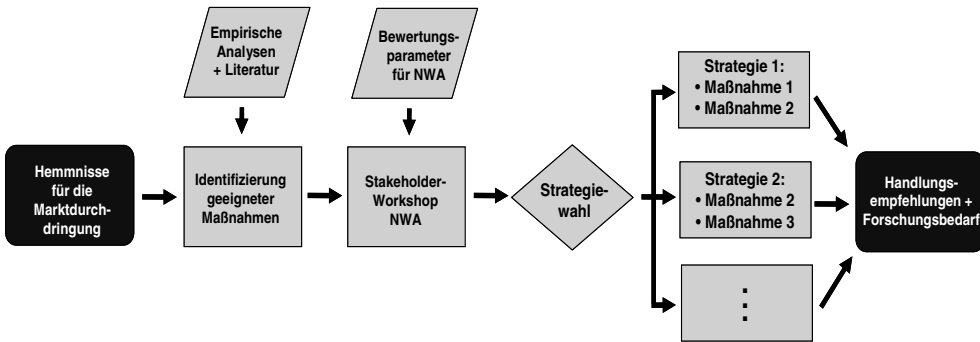 Empirische
Analysen
+ Literatur
Bewertungs-
parameter
für NWA
Hemmnisse
für die
Marktdurch-
dringung
Identifizierung
geeigneter
Maßnahmen
Stakeholder-
Workshop
NWA
Strategie-
wahl
Strategie 1:
• Maßnahme 1
• Maßnahme 2
Strategie 2:
• Maßnahme 2
• Maßnahme 3
Handlungs-
empfehlungen +
Forschungsbedarf